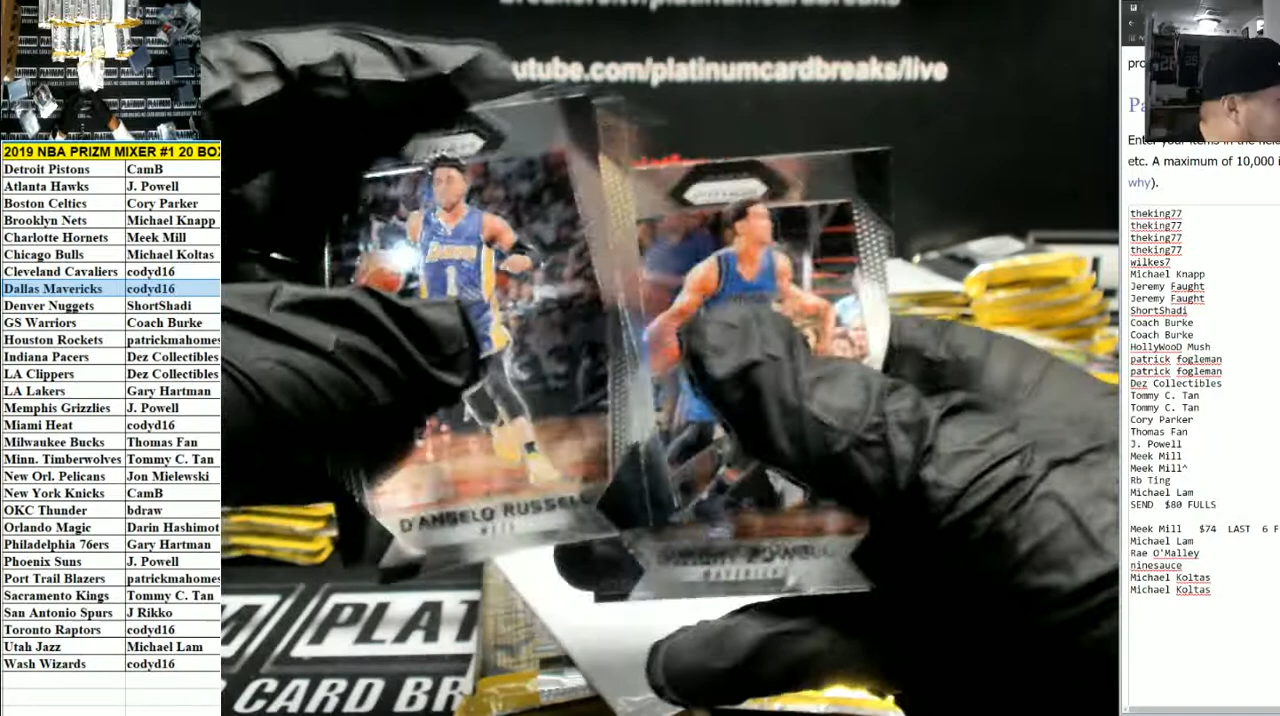 utube.com/platinumcardbreaks/live
2019 NBA PRIZM MIXER #1 20 BO
Detroit Pistons CamB
Atlanta Hawks J. Powell
Boston Celtics Cory Parker
Brooklyn Nets Michael Knapp
Charlotte Hornets Meek Mill
Chicago Bulls Michael Koltas
Cleveland Cavaliers codyd16
Dallas Mavericks codyd16
Denver Nuggets ShortShadi
GS Warriors Coach Burke
Houston Rockets patrickmahomes
Indiana Pacers Dez Collectibles
LA Clippers Dez Collectibles
LA Lakers Gary Hartman
Memphis Grizzlies J. Powell
Miami Heat codyd16
Milwaukee Bucks Thomas Fan
Minn. Timberwolves Tommy C. Tan
New Orl. Pelicans Jon Mielewski
New York Knicks CamB
OKC Thunder bdraw
Orlando Magic Darin Hashimot
Philadelphia 76ers Gary Hartman
Phoenix Suns J. Powell
Port Trail Blazers patrickmahomes
Sacramento Kings Tommy C. Tan
San Antonio Spurs J Rikko
Toronto Raptors codyd16
Utah Jazz Michael Lam
Wash Wizards codyd16
D'ANGELO RUSSELL
PLAT
CARD BR
etc. A maximum of 10,000
why).
theking77
theking77
theking77
theking77
wilkes7
Michael Knapp
Jeremy Faught
Jeremy Faught
ShortShadi
Coach Burke
Coach Burke
HollyWooD Mush
patrick fogleman
patrick fogleman
Dez Collectibles
Tommy C. Tan
Tommy C. Tan
Cory Parker
Thomas Fan
J. Powell
Meek Mill
Meek Mill^
Rb Ting
Michael Lam
SEND $80 FULLS
Meek Mill $74 LAST 6 F
Michael Lam
Rae O'Malley
ninesauce
Michael Koltas
Michael Koltas